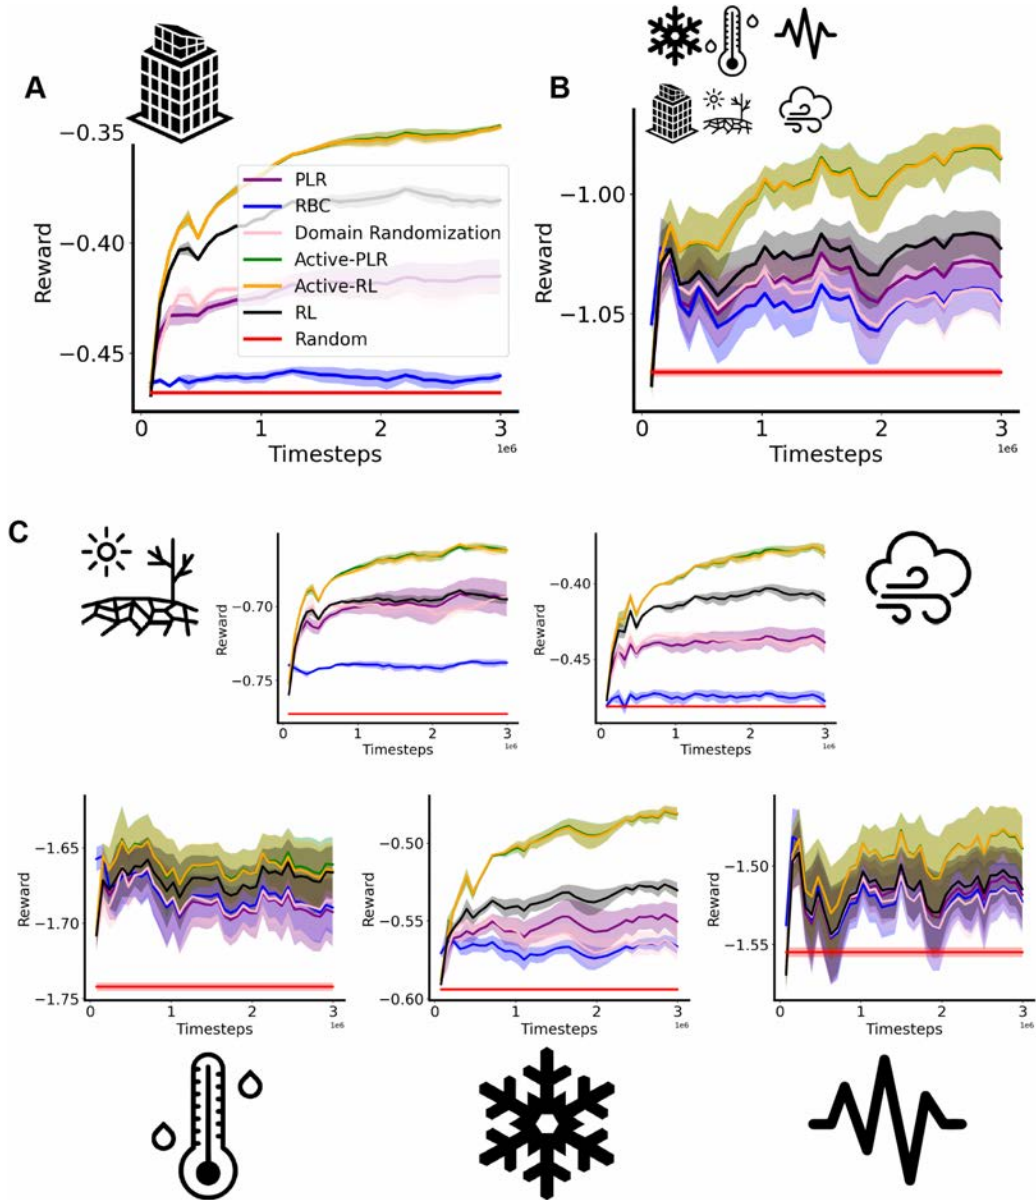 A
−0.35
−0.40
−0.45
Reward
PLR
RBC
Domain Randomization
Active-PLR
Active-RL
RL
Random
0
1
2
3
1e6
Timesteps
B
−1.00
−1.05
Reward
0
1
2
3
1e6
Timesteps
C
−0.70
−0.75
Reward
0
1
2
3
1e6
Timesteps
−0.40
−0.45
Reward
0
1
2
3
1e6
Timesteps
−1.65
−1.70
−1.75
Reward
0
1
2
3
1e6
Timesteps
−0.50
−0.55
−0.60
Reward
0
1
2
3
1e6
Timesteps
−1.50
−1.55
Reward
0
1
2
3
1e6
Timesteps